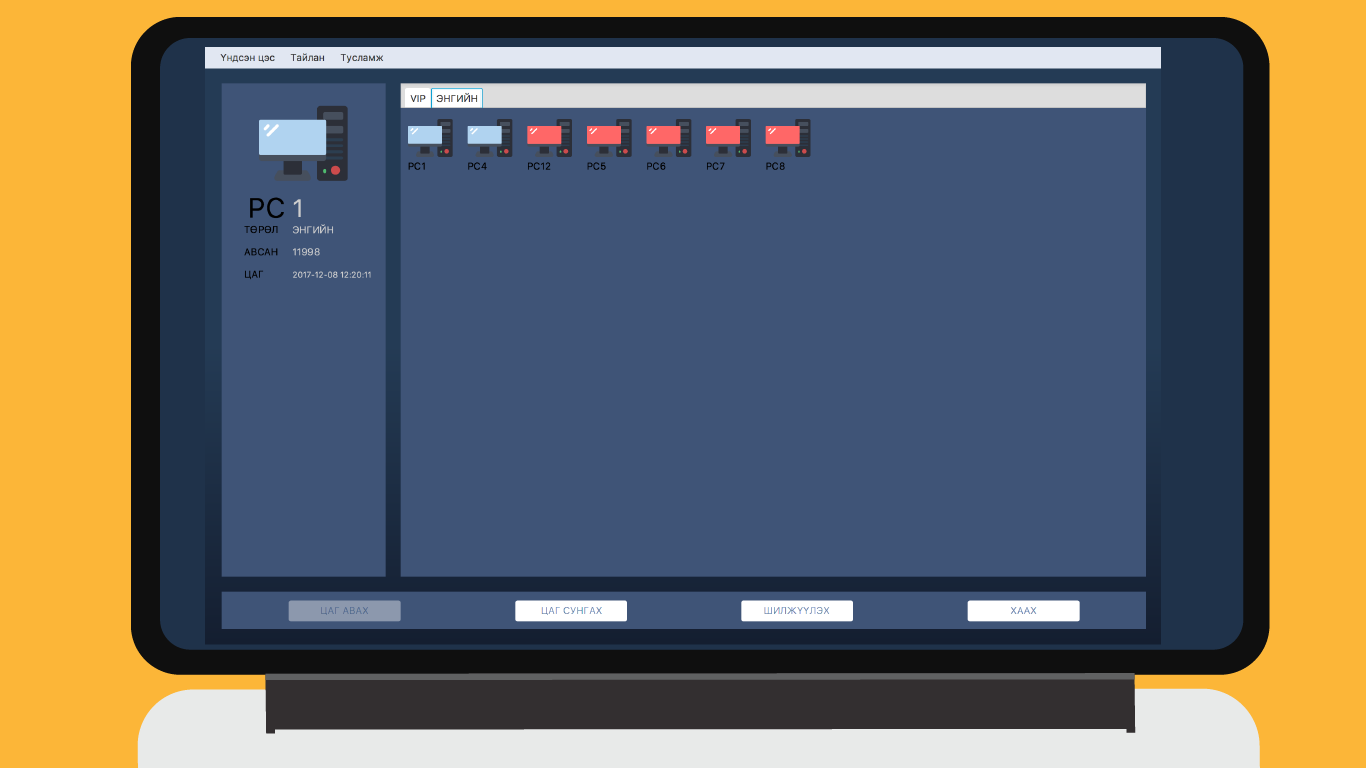 Үндсэн цэс Тайлан Тусламж
VIP ЭНГИЙН
PC1 PC4 PC12 PC5 PC6 PC7 PC8
PC 1
ТӨРӨЛ ЭНГИЙН
АВСАН 11998
ЦАГ 2017-12-08 12:20:11
ЦАГ АВАХ ЦАГ СУНГАХ ШИЛЖҮҮЛЭХ ХААХ